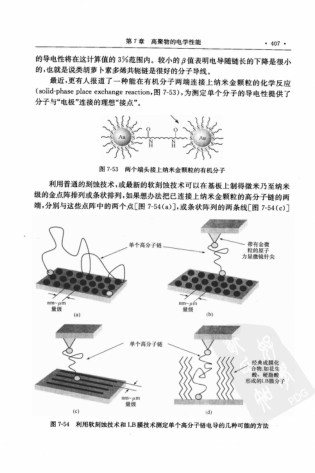 第7章 高聚物的电学性能 · 407 ·
的导电性将在这计算值的3%范围内。较小的β值表明电导随链长的下降是很小
的,也就是说类胡萝卜素多烯共轭链是很好的分子导线。
最近,更有人报道了一种能在有机分子两端连接上纳米金颗粒的化学反应
(solid-phase place exchange reaction,图7-53),为测定单个分子的导电性提供了
分子与“电极”连接的理想“接点”。
Au Au
图7-53 两个端头接上纳米金颗粒的有机分子
利用普通的刻蚀技术,或最新的软刻蚀技术可以在基板上制得微米乃至纳米
级的金点阵排列或条状排列,如果想办法把已连接上纳米金颗粒的高分子链的两
端,分别与这些点阵中的两个点[图7-54(a)],或条状阵列的两条线[图7-54(c)]
单个高分子链
带有金微
粒的原子
力显微镜针尖
nm~μm
量级
(a)
nm~μm
量级
(b)
单个高分子链
经典或脂化
合物,如花生
酸、硬脂酸
形成的LB膜分子
nm~μm
量级
(c)
(d)
图7-54 利用软刻蚀技术和LB膜技术测定单个高分子链电导的几种可能的方法